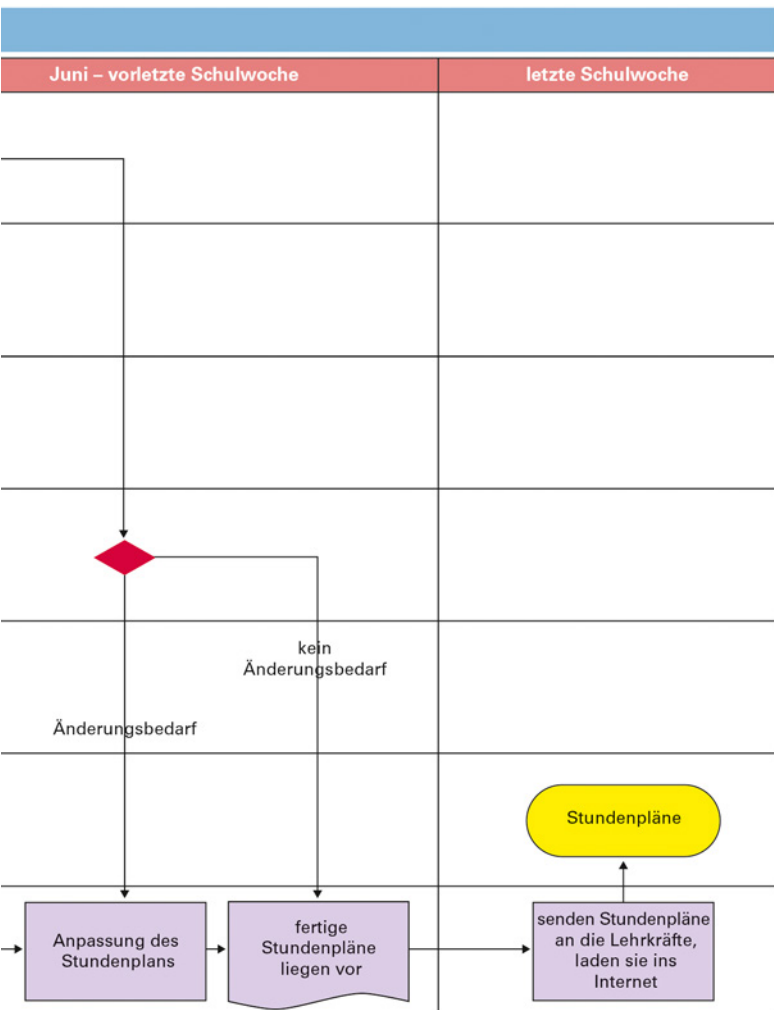 Juni – vorletzte Schulwoche
letzte Schulwoche
kein
Änderungsbedarf
Änderungsbedarf
Stundenpläne
Anpassung des
Stundenplans
fertige
Stundenpläne
liegen vor
senden Stundenpläne
an die Lehrkräfte,
laden sie ins
Internet